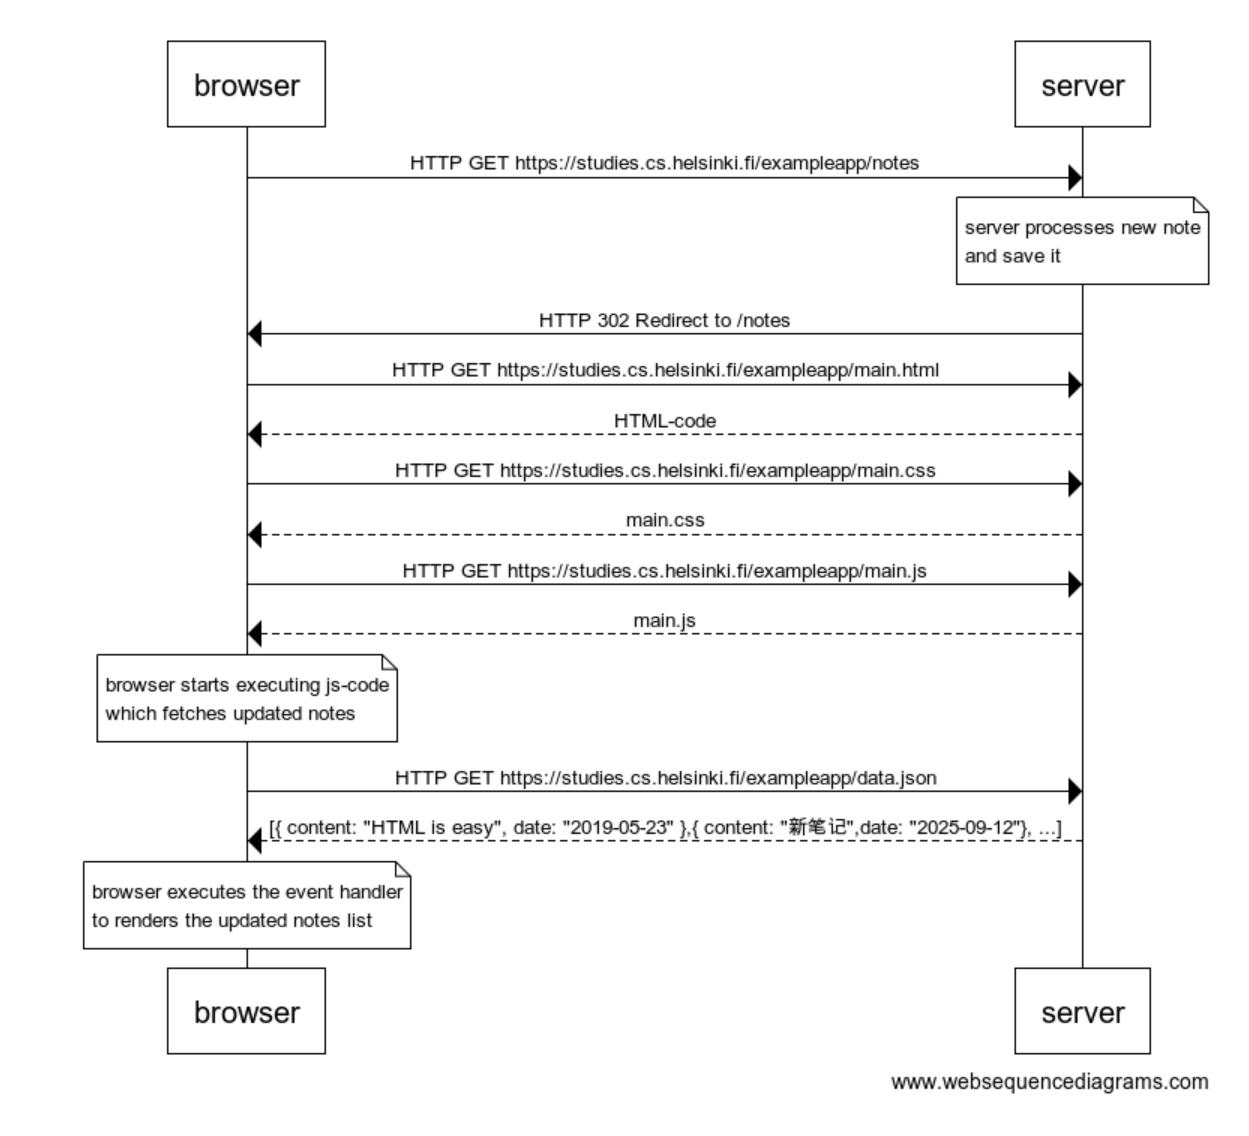 browser
server
HTTP GET https://studies.cs.helsinki.fi/exampleapp/notes
server processes new note
and save it
HTTP 302 Redirect to /notes
HTTP GET https://studies.cs.helsinki.fi/exampleapp/main.html
HTML-code
HTTP GET https://studies.cs.helsinki.fi/exampleapp/main.css
main.css
HTTP GET https://studies.cs.helsinki.fi/exampleapp/main.js
main.js
browser starts executing js-code
which fetches updated notes
HTTP GET https://studies.cs.helsinki.fi/exampleapp/data.json
[{ content: "HTML is easy", date: "2019-05-23" },{ content: "新笔记",date: "2025-09-12"}, ...]
browser executes the event handler
to renders the updated notes list
browser
server
www.websequencediagrams.com